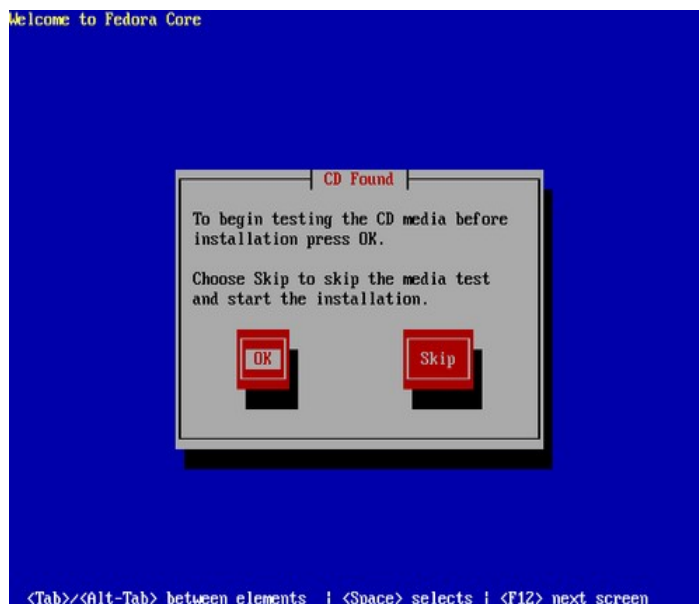 Welcome to Fedora Core
CD Found
To begin testing the CD media before
installation press OK.
Choose Skip to skip the media test
and start the installation.
OK Skip
<Tab>/<Alt-Tab> between elements | <Space> selects | <F12> next screen